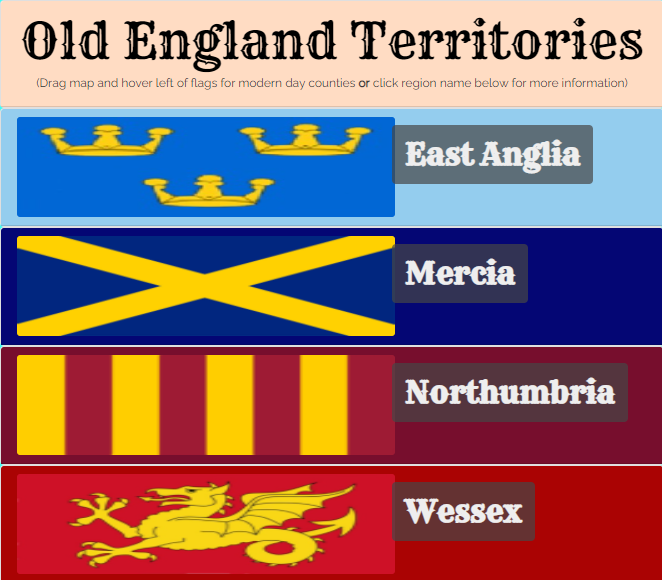 Old England Territories
(Drag map and hover left of flags for modern day counties or click region name below for more information)
East Anglia
Mercia
Northumbria
Wessex